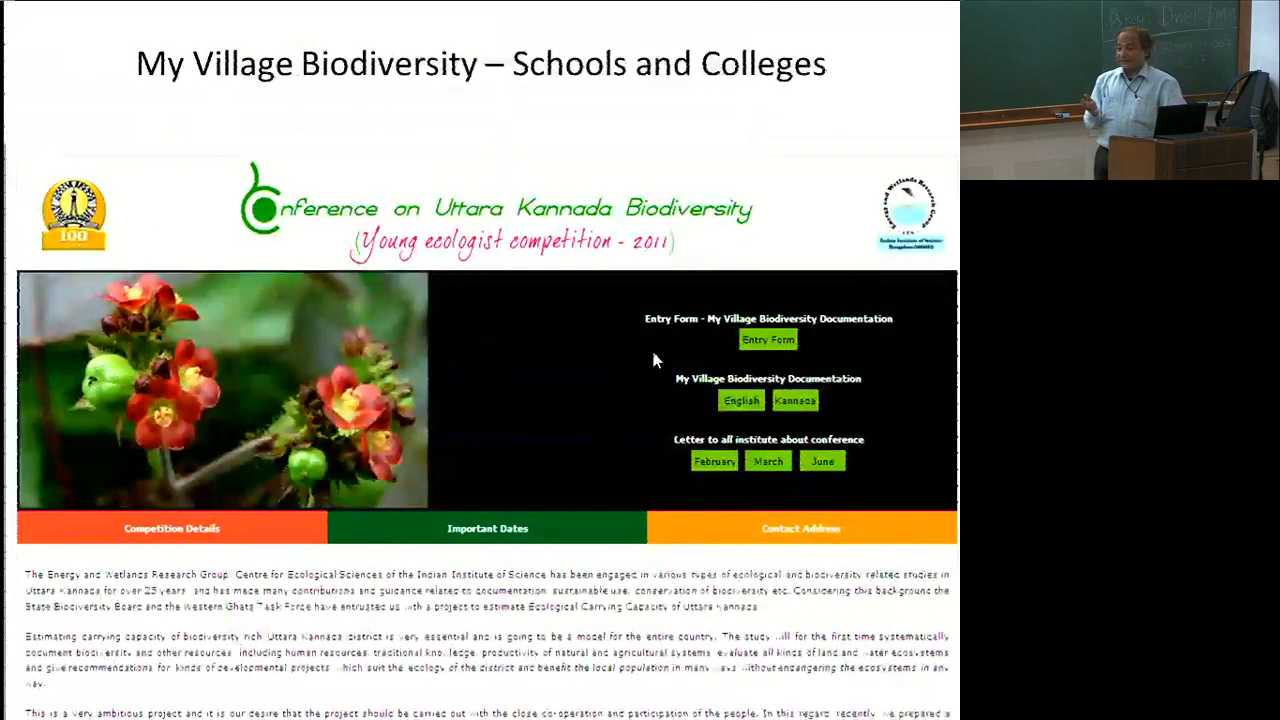 My Village Biodiversity – Schools and Colleges
100
Conference on Uttara Kannada Biodiversity
(Young ecologist competition - 2011)
Energy and Wetlands Research Group
Indian Institute of Science
Entry Form - My Village Biodiversity Documentation
Entry Form
My Village Biodiversity Documentation
English Kannada
Letter to all institute about conference
February March June
Competition Details Important Dates Contact Address
The Energy and Wetlands Research Group, Centre for Ecological Sciences of the Indian Institute of Science has been engaged in various types of ecological and biodiversity related studies in
Uttara Kannada for over 25 years and has made many contributions and guidance related to documentation, sustainable use, conservation of biodiversity etc. Considering this background the
State Biodiversity Board and the Western Ghats Task Force have entrusted us with a project to estimate Ecological Carrying Capacity of Uttara Kannada.
Estimating carrying capacity of biodiversity rich Uttara Kannada district is very essential and is going to be a model for the entire country. The study will for the first time systematically
document biodiversity and other resources, including human resources, traditional knowledge, productivity of natural and agricultural systems, evaluate all kinds of land and water ecosystems
and give recommendations for kinds of developmental projects, which suit the ecology of the district and benefit the local population in many ways without endangering the ecosystems in any
way.
This is a very ambitious project and it is our desire that the project should be carried out with the close co-operation and participation of the people. In this regard, recently we prepared a